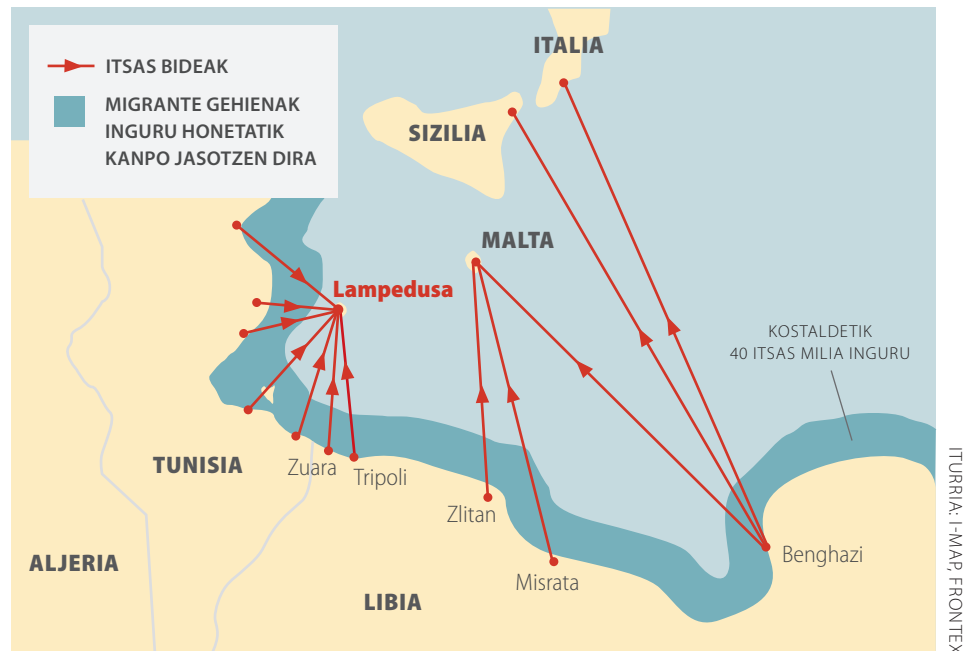 ITSAS BIDEAK
MIGRANTE GEHIENAK
INGURU HONETATIK
KANPO JASOTZEN DIRA
ITALIA
SIZILIA
MALTA
Lampedusa
KOSTALDETIK
40 ITSAS MILIA INGURU
TUNISIA
Zuara
Tripoli
Zlitan
Misrata
Benghazi
ALJERIA
LIBIA
ITURRIA: I-MAP, FRONTEX